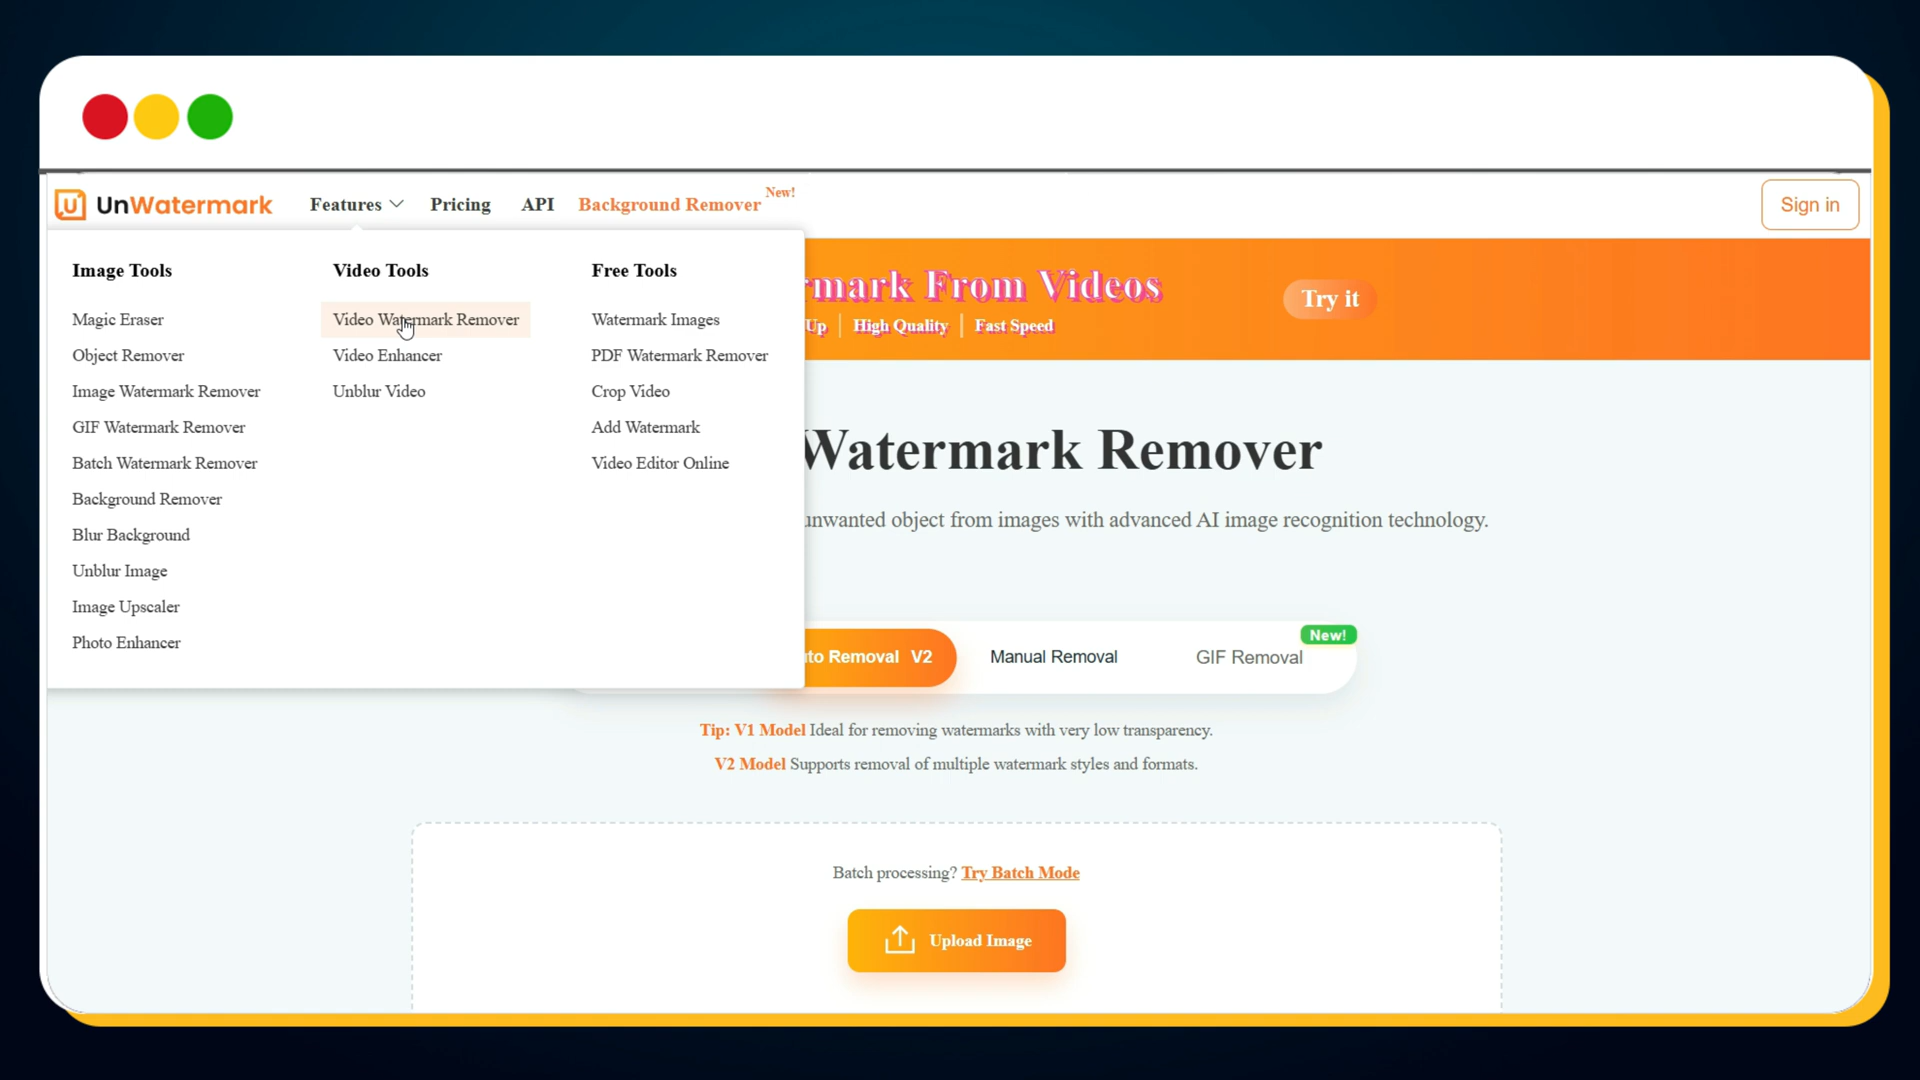 UnWatermark Features Pricing API Background Remover New! Sign in
Image Tools
Magic Eraser
Object Remover
Image Watermark Remover
GIF Watermark Remover
Batch Watermark Remover
Background Remover
Blur Background
Unblur Image
Image Upscaler
Photo Enhancer
Video Tools
Video Watermark Remover
Video Enhancer
Unblur Video
Free Tools
Watermark Images
PDF Watermark Remover
Crop Video
Add Watermark
Video Editor Online
rmark From Videos
Up High Quality Fast Speed
Try it
Watermark Remover
unwanted object from images with advanced AI image recognition technology.
to Removal V2 Manual Removal GIF Removal New!
Tip: V1 Model Ideal for removing watermarks with very low transparency.
V2 Model Supports removal of multiple watermark styles and formats.
Batch processing? Try Batch Mode
Upload Image